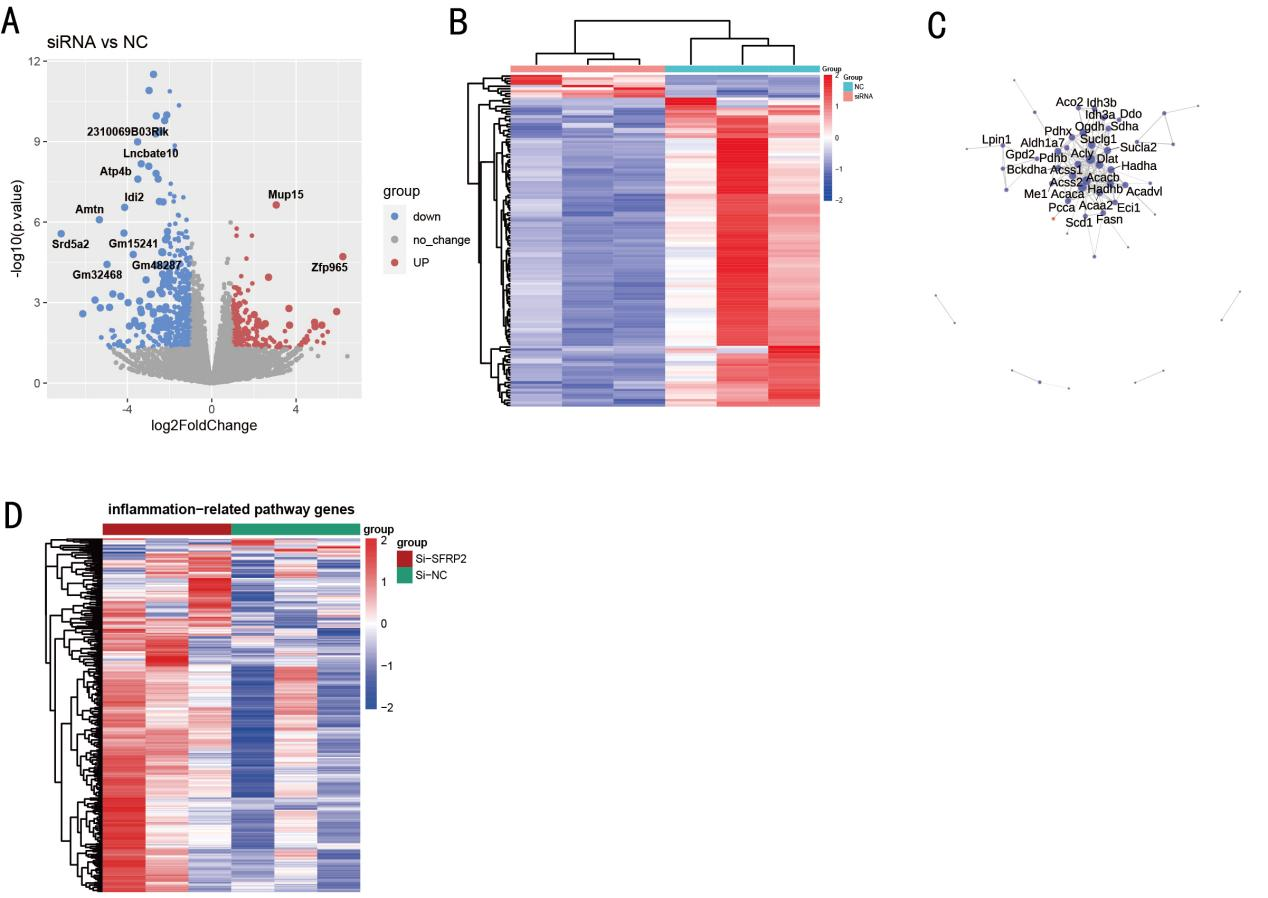 A
siRNA vs NC
12
9
6
3
0
-4
0
4
-log10(p.value)
log2FoldChange
2310069B03Rik
Lncbate10
Atp4b
Idi2
Amtn
Srd5a2
Gm15241
Gm48287
Gm32468
Mup15
Zfp965
group
down
no_change
UP
B
Group
2
1
0
−1
−2
Group
NC
siRNA
C
Aco2 Idh3b
Idh3a Ddo
Ogdh Sdha
Pdhx Suclg1
Lpin1 Aldh1a7 Sucla2
Gpd2 Pdhb Acly Dlat
Bckdha Acss1 Hadha
Acss2 Acacb
Me1 Acaca Hadhb Acadvl
Pcca Acaa2 Eci1
Scd1 Fasn
D
inflammation−related pathway genes
group
2
1
0
−1
−2
group
Si−SFRP2
Si−NC